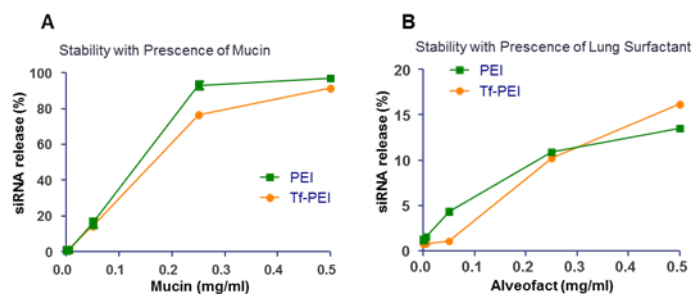 A
Stability with Prescence of Mucin
siRNA release (%)
100
80
60
40
20
0
PEI
Tf-PEI
0.0 0.1 0.2 0.3 0.4 0.5
Mucin (mg/ml)
B
Stability with Prescence of Lung Surfactant
siRNA release (%)
20
15
10
5
0
PEI
Tf-PEI
0.0 0.1 0.2 0.3 0.4 0.5
Alveofact (mg/ml)